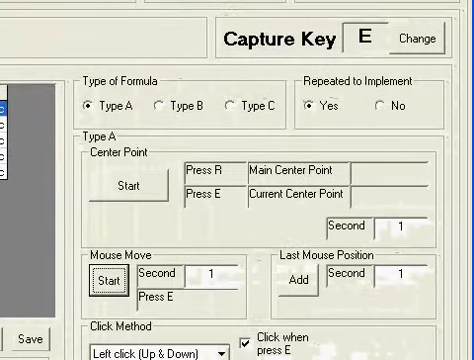 Capture Key E Change
Type of Formula
Type A Type B Type C
Repeated to Implement
Yes No
Type A
Center Point
Start
Press R Main Center Point
Press E Current Center Point
Second 1
Mouse Move
Start
Second 1
Press E
Last Mouse Position
Add
Second 1
Click Method
Left click (Up & Down)
Click when
press E
Save